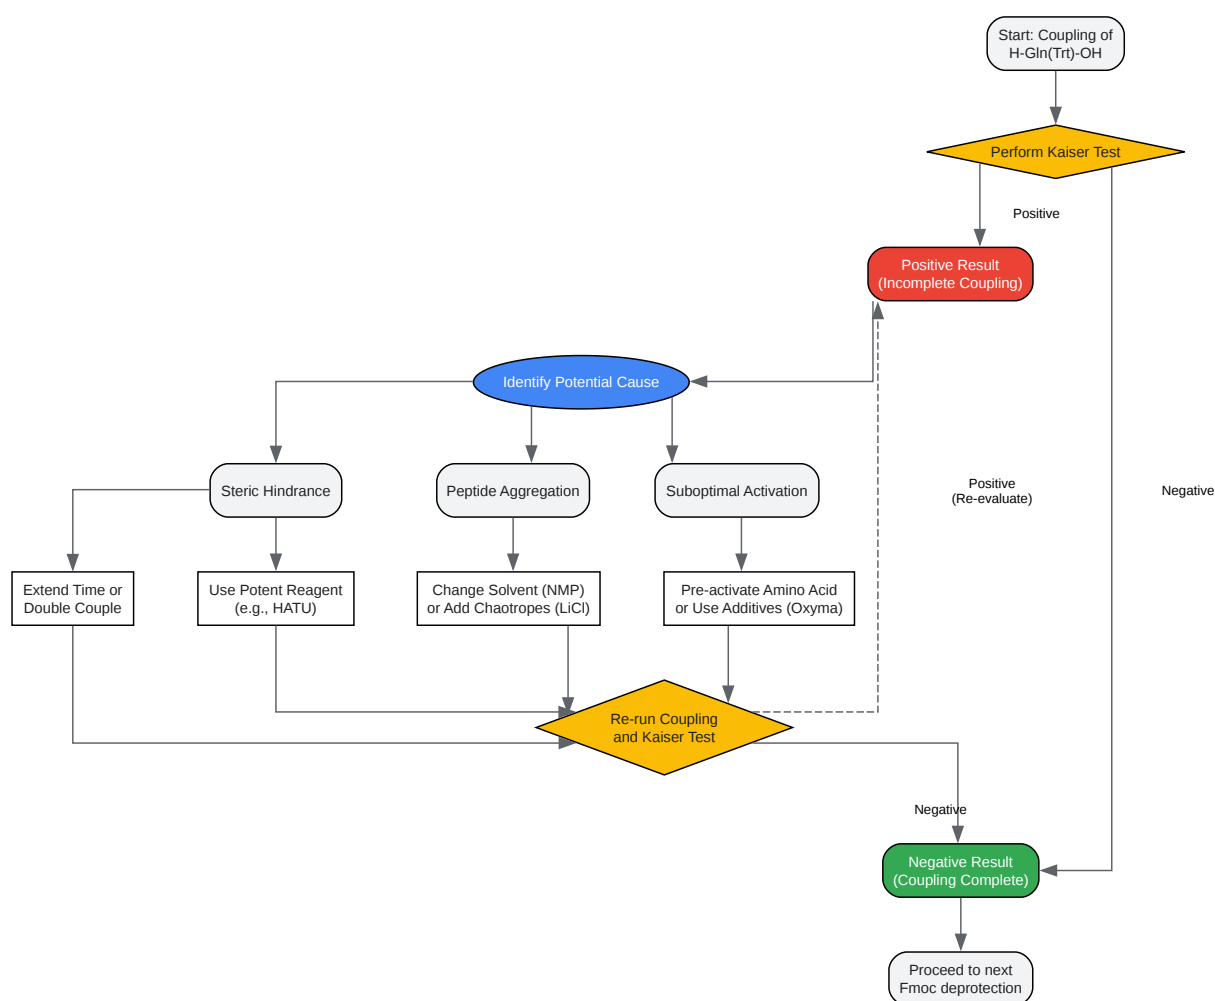 Start: Coupling of
H-Gln(Trt)-OH
Perform Kaiser Test
Positive
Positive Result
(Incomplete Coupling)
Identify Potential Cause
Steric Hindrance
Peptide Aggregation
Suboptimal Activation
Positive
(Re-evaluate)
Negative
Extend Time or
Double Couple
Use Potent Reagent
(e.g., HATU)
Change Solvent (NMP)
or Add Chaotropes (LiCl)
Pre-activate Amino Acid
or Use Additives (Oxyma)
Re-run Coupling
and Kaiser Test
Negative
Negative Result
(Coupling Complete)
Proceed to next
Fmoc deprotection